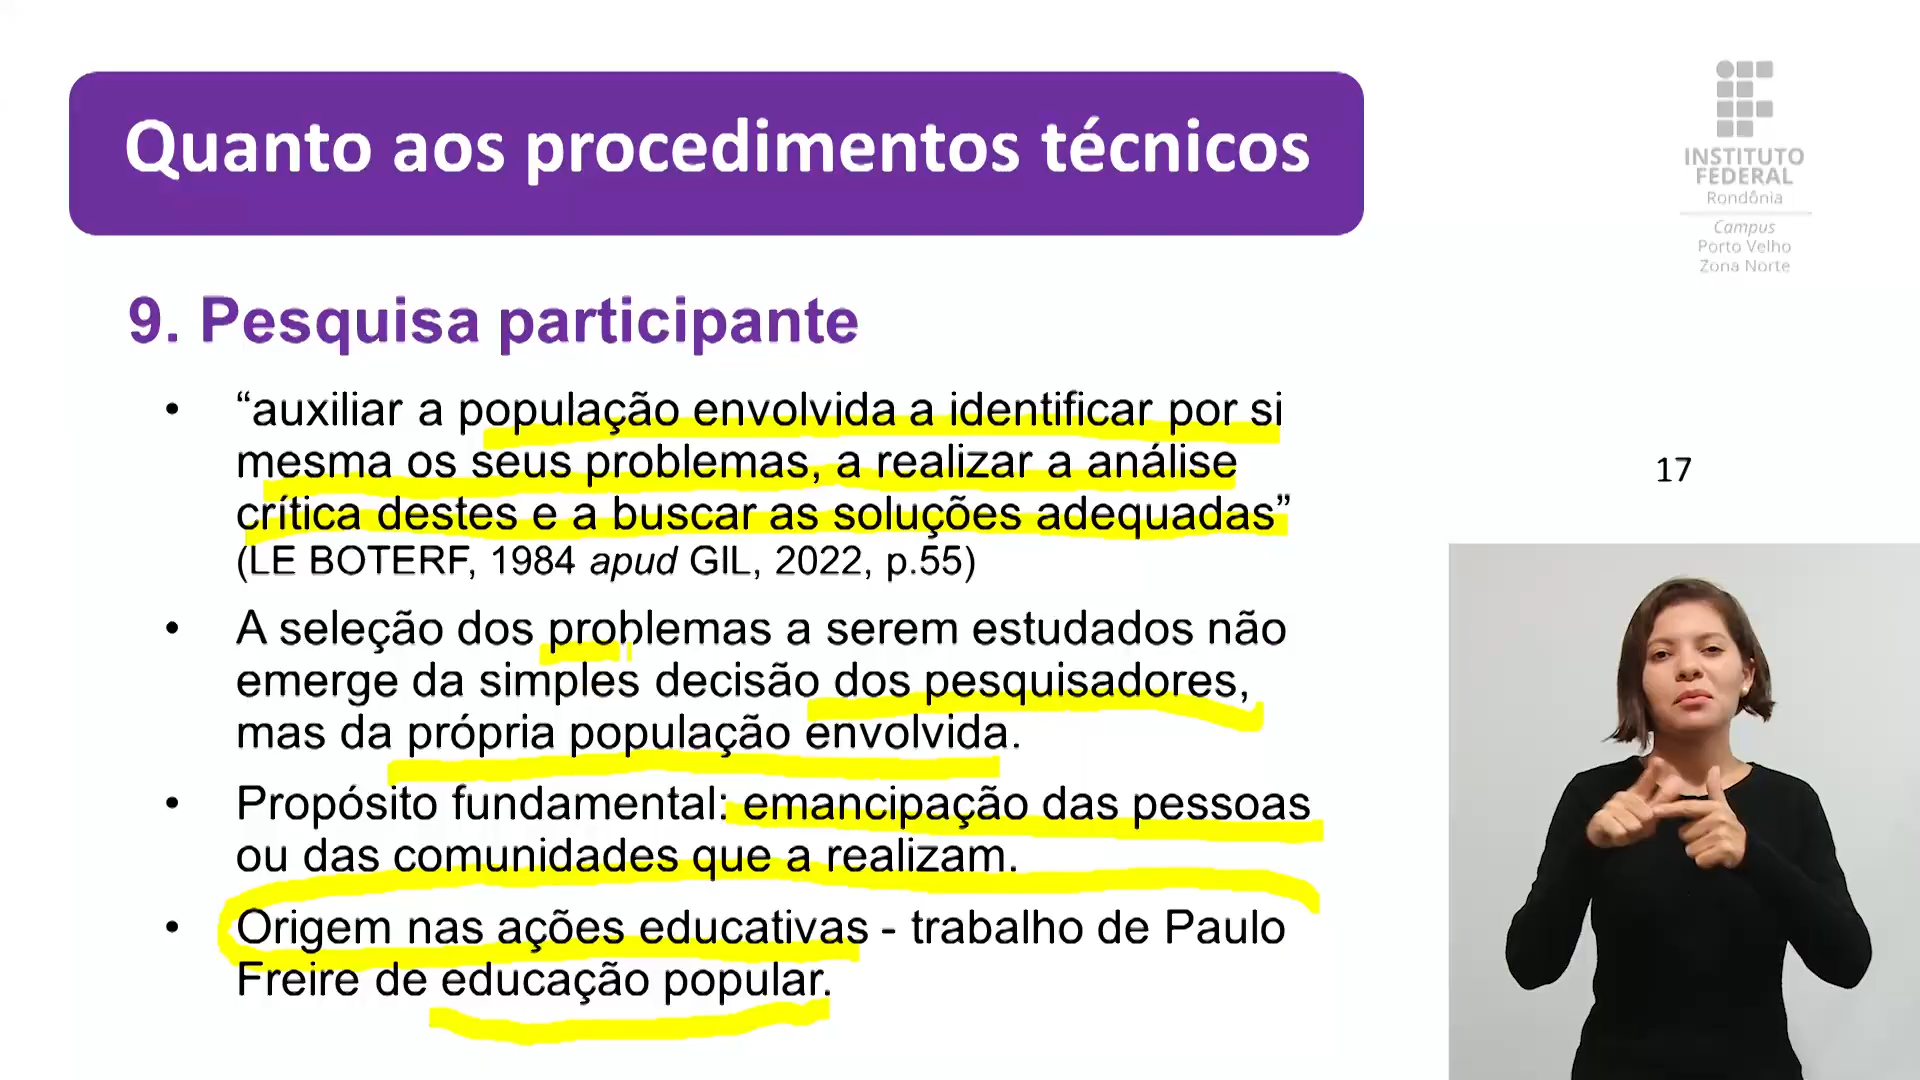 Quanto aos procedimentos técnicos
INSTITUTO
FEDERAL
Rondônia
Campus
Porto Velho
Zona Norte
9. Pesquisa participante
• “auxiliar a população envolvida a identificar por si
mesma os seus problemas, a realizar a análise
crítica destes e a buscar as soluções adequadas”
(LE BOTERF, 1984 apud GIL, 2022, p.55)
• A seleção dos problemas a serem estudados não
emerge da simples decisão dos pesquisadores,
mas da própria população envolvida.
• Propósito fundamental: emancipação das pessoas
ou das comunidades que a realizam.
• Origem nas ações educativas - trabalho de Paulo
Freire de educação popular.
17